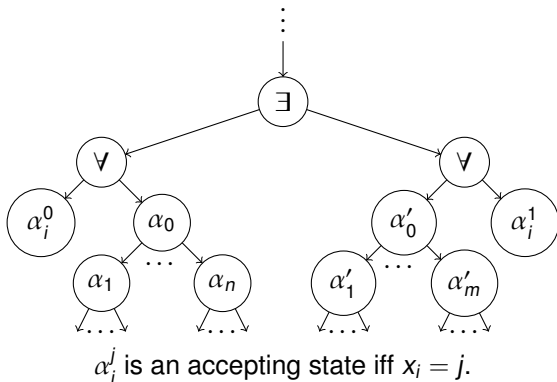 ⋮
∃
∀ ∀
α_i^0 α_0 α′_0 α_i^1
... ...
α_1 α_n α′_1 α′_m
... ... ... ...
α_i^j is an accepting state iff x_i = j.